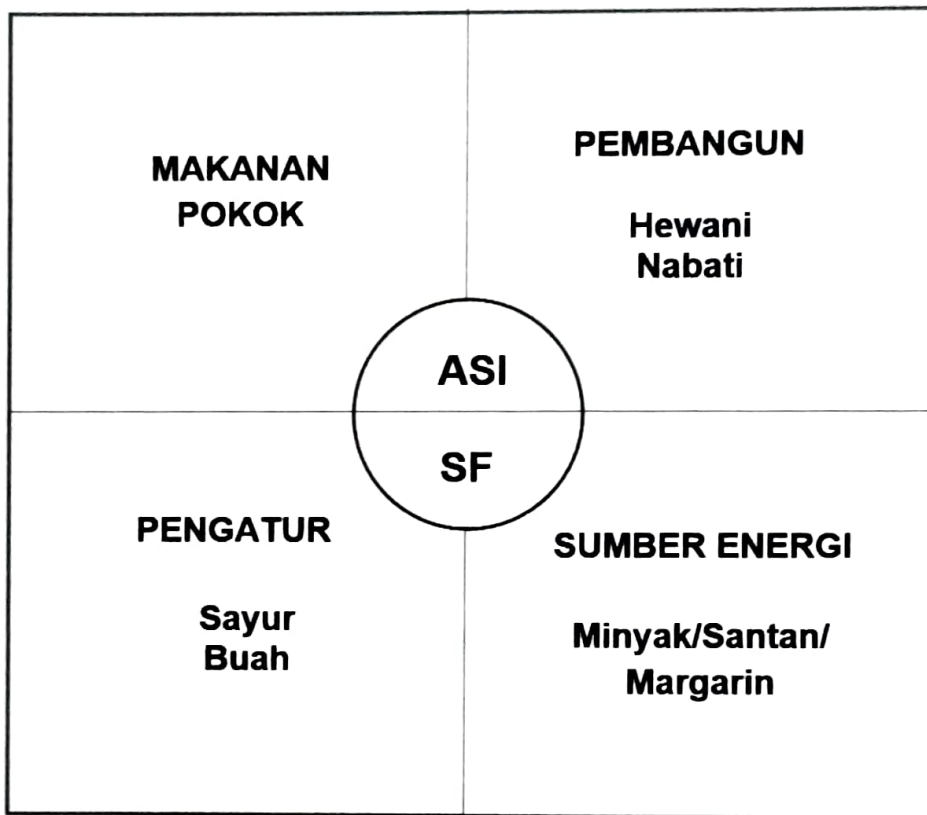 MAKANAN
POKOK
PEMBANGUN
Hewani
Nabati
ASI
SF
PENGATUR
Sayur
Buah
SUMBER ENERGI
Minyak/Santan/
Margarin